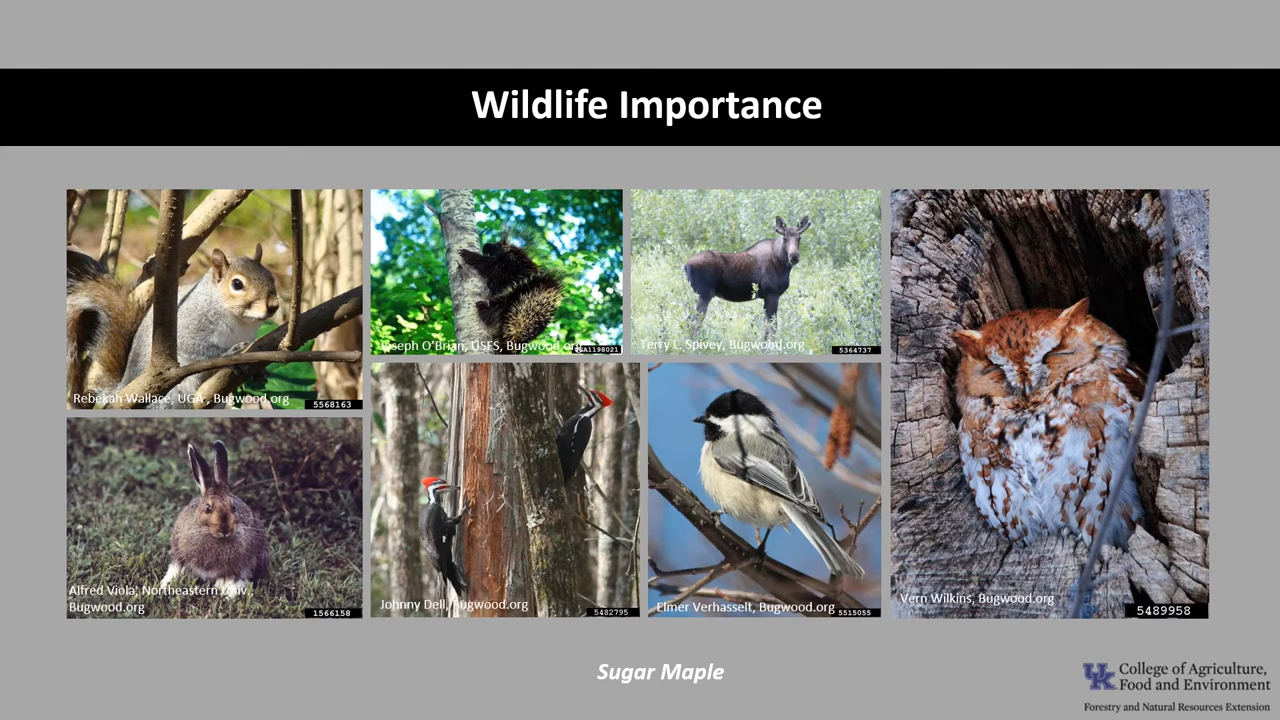 Wildlife Importance
Rebekah Wallace, UGA, Bugwood.org
5568163
Joseph O'Brian, USFS, Bugwood.org
UGA1198021
Terry L. Spivey, Bugwood.org
5364737
Alfred Viola, Northeastern Univ.,
Bugwood.org
1566158
Johnny Dell, Bugwood.org
5482795
Elmer Verhasselt, Bugwood.org
5515055
Vern Wilkins, Bugwood.org
5489958
Sugar Maple
UK
College of Agriculture,
Food and Environment
Forestry and Natural Resources Extension